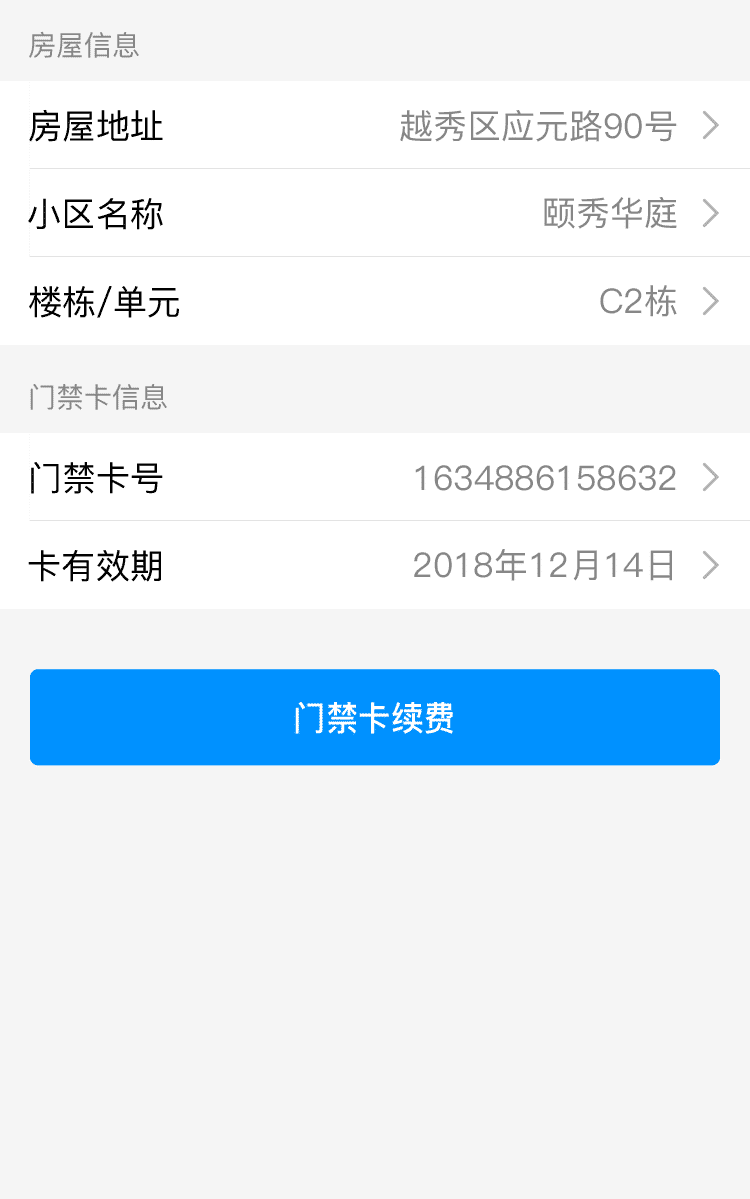 房屋信息
房屋地址 越秀区应元路90号
小区名称 颐秀华庭
楼栋/单元 C2栋
门禁卡信息
门禁卡号 1634886158632
卡有效期 2018年12月14日
门禁卡续费